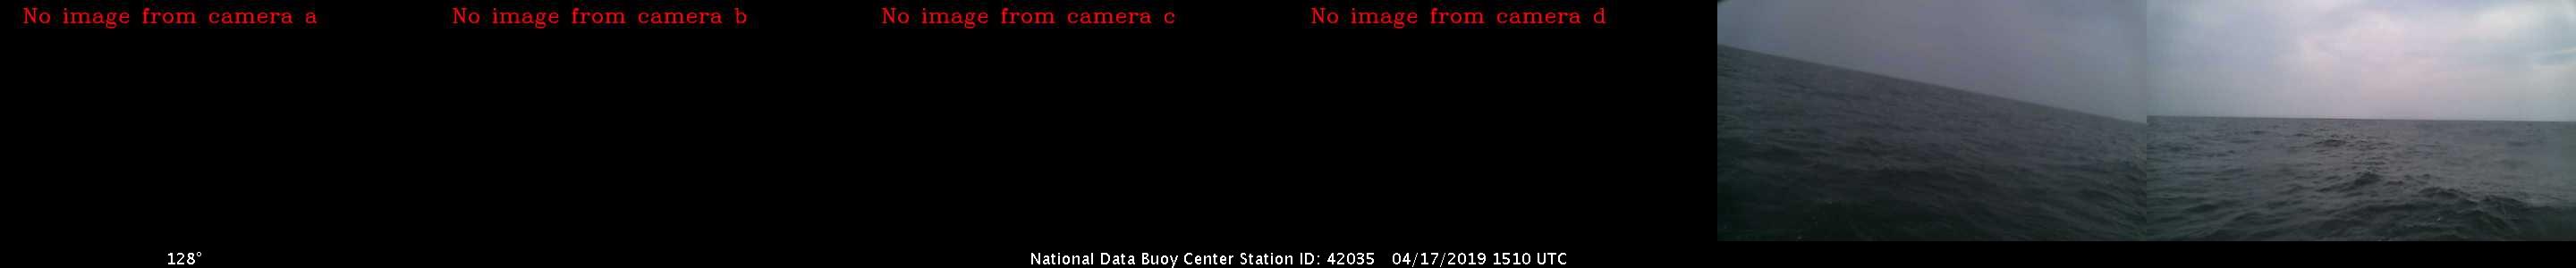 No image from camera a
No image from camera b
No image from camera c
No image from camera d
128°
National Data Buoy Center Station ID: 42035 04/17/2019 1510 UTC